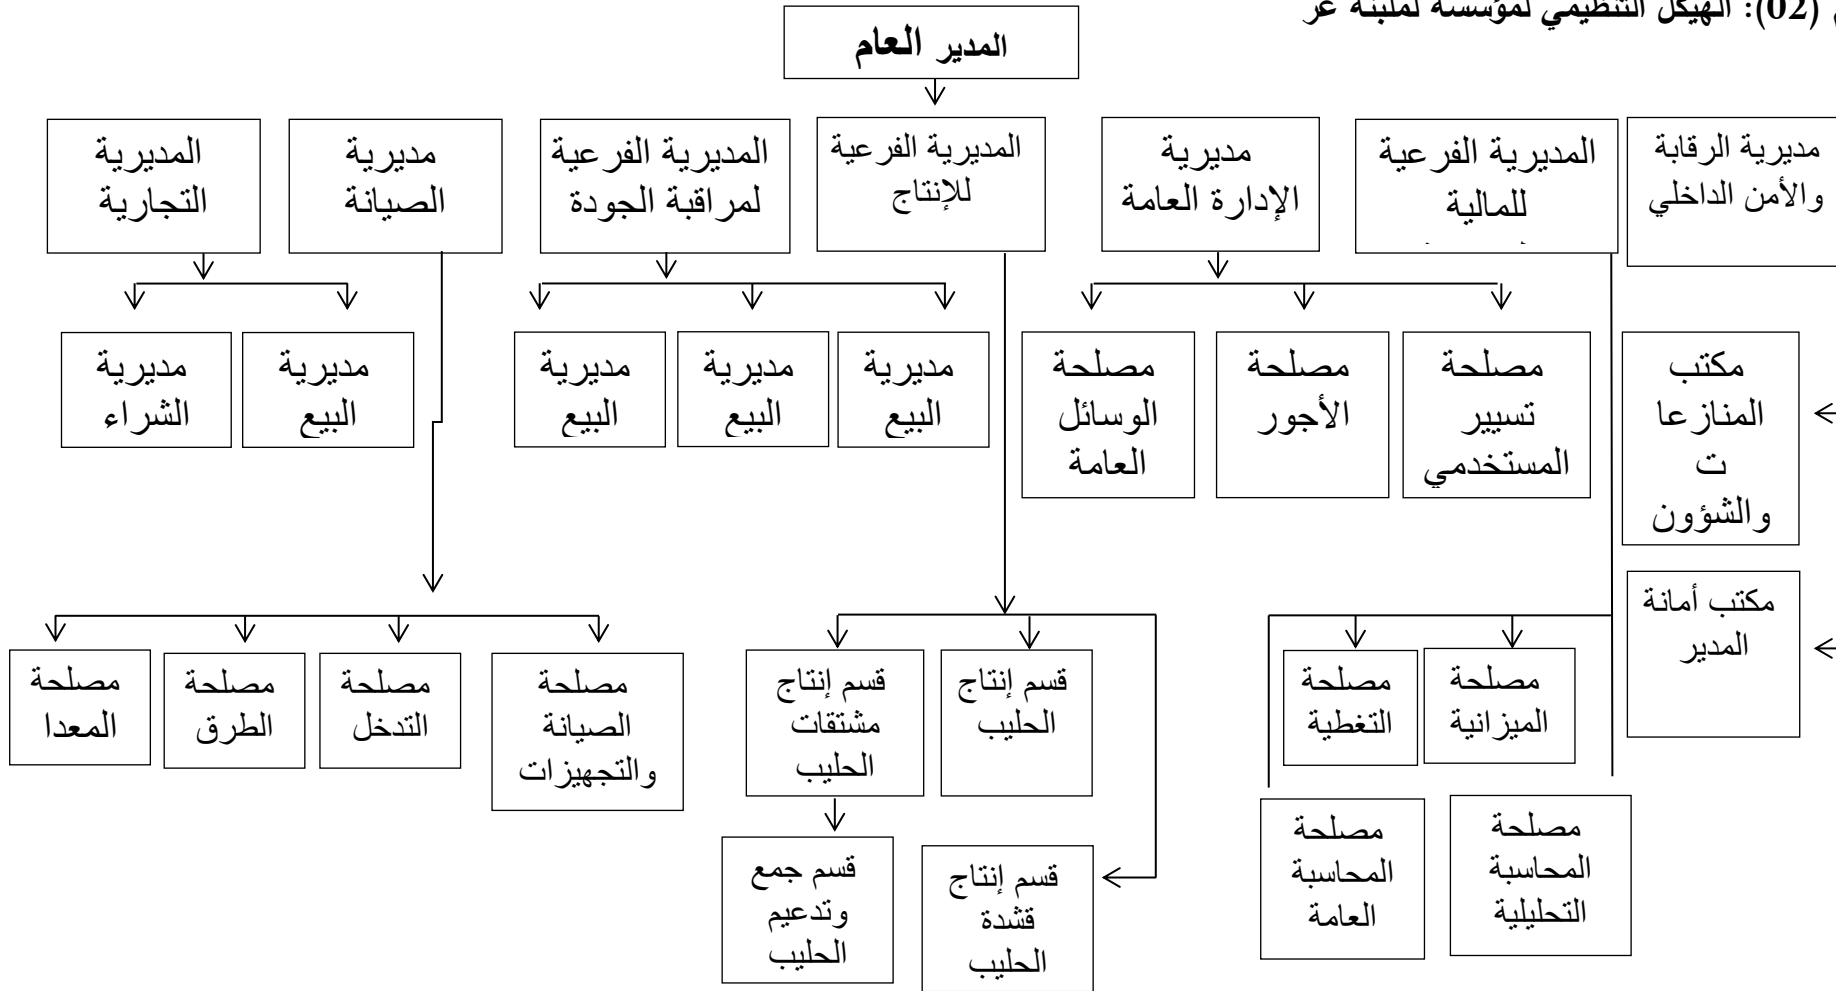 (02): الهيكل التنظيمي لمؤسسة لملبنة عر
المدير العام
مديرية الرقابة
والأمن الداخلي
المديرية الفرعية
للمالية
مديرية
الإدارة العامة
المديرية الفرعية
للإنتاج
المديرية الفرعية
لمراقبة الجودة
مديرية
الصيانة
المديرية
التجارية
مكتب
المنازعا
ت
والشؤون
مصلحة
تسيير
المستخدمي
مصلحة
الأجور
مصلحة
الوسائل
العامة
مديرية
البيع
مديرية
البيع
مديرية
البيع
مديرية
البيع
مديرية
الشراء
مكتب أمانة
المدير
مصلحة
الميزانية
مصلحة
التغطية
قسم إنتاج
الحليب
قسم إنتاج
مشتقات
الحليب
مصلحة
الصيانة
والتجهيزات
مصلحة
التدخل
مصلحة
الطرق
مصلحة
المعدا
مصلحة
المحاسبة
التحليلية
مصلحة
المحاسبة
العامة
قسم إنتاج
قشدة
الحليب
قسم جمع
وتدعيم
الحليب